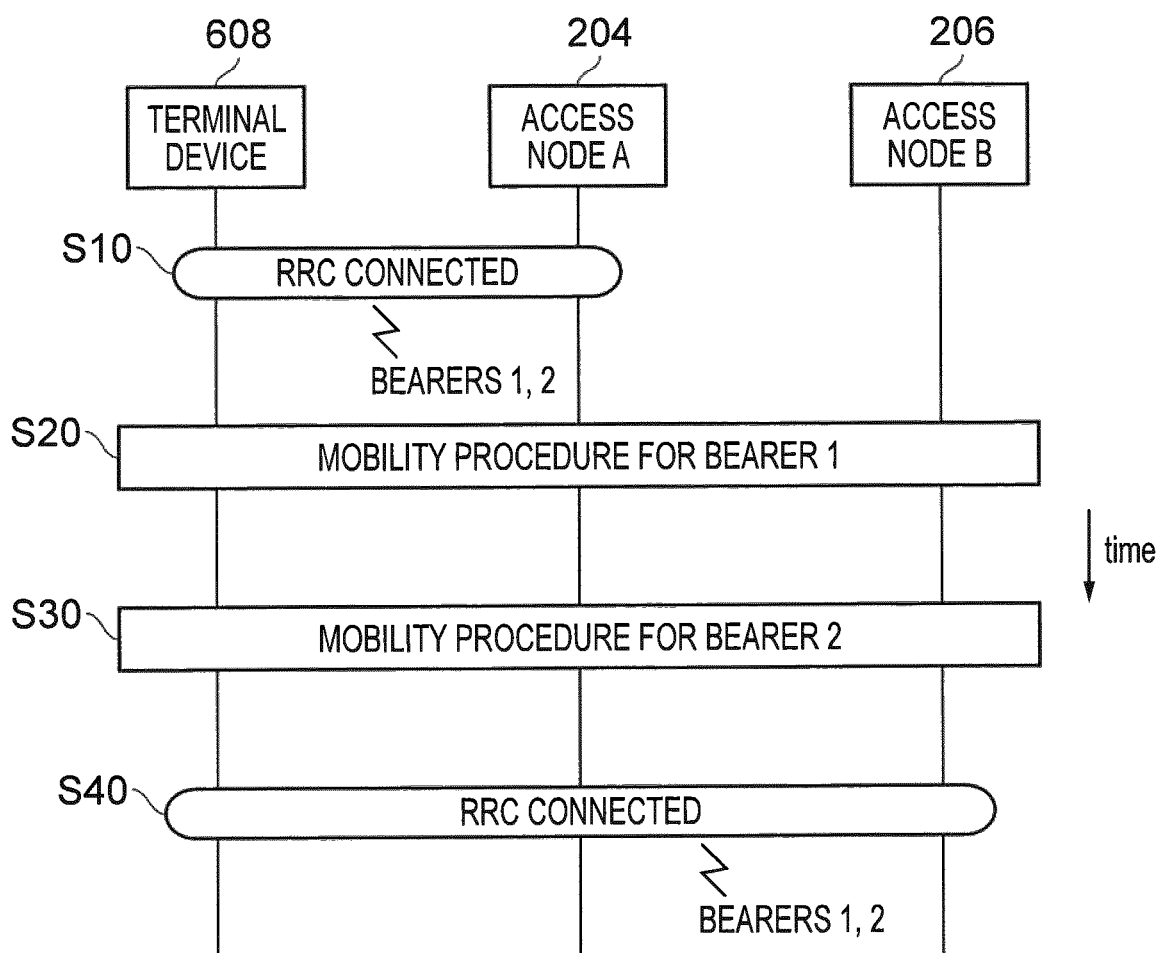 608
204
206
TERMINAL
DEVICE
ACCESS
NODE A
ACCESS
NODE B
S10
RRC CONNECTED
BEARERS 1, 2
S20
MOBILITY PROCEDURE FOR BEARER 1
time
S30
MOBILITY PROCEDURE FOR BEARER 2
S40
RRC CONNECTED
BEARERS 1, 2